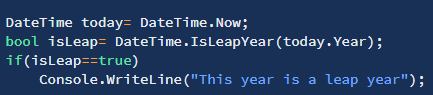 DateTime today= DateTime.Now;
bool isLeap= DateTime.IsLeapYear(today.Year);
if(isLeap==true)
    Console.WriteLine("This year is a leap year");